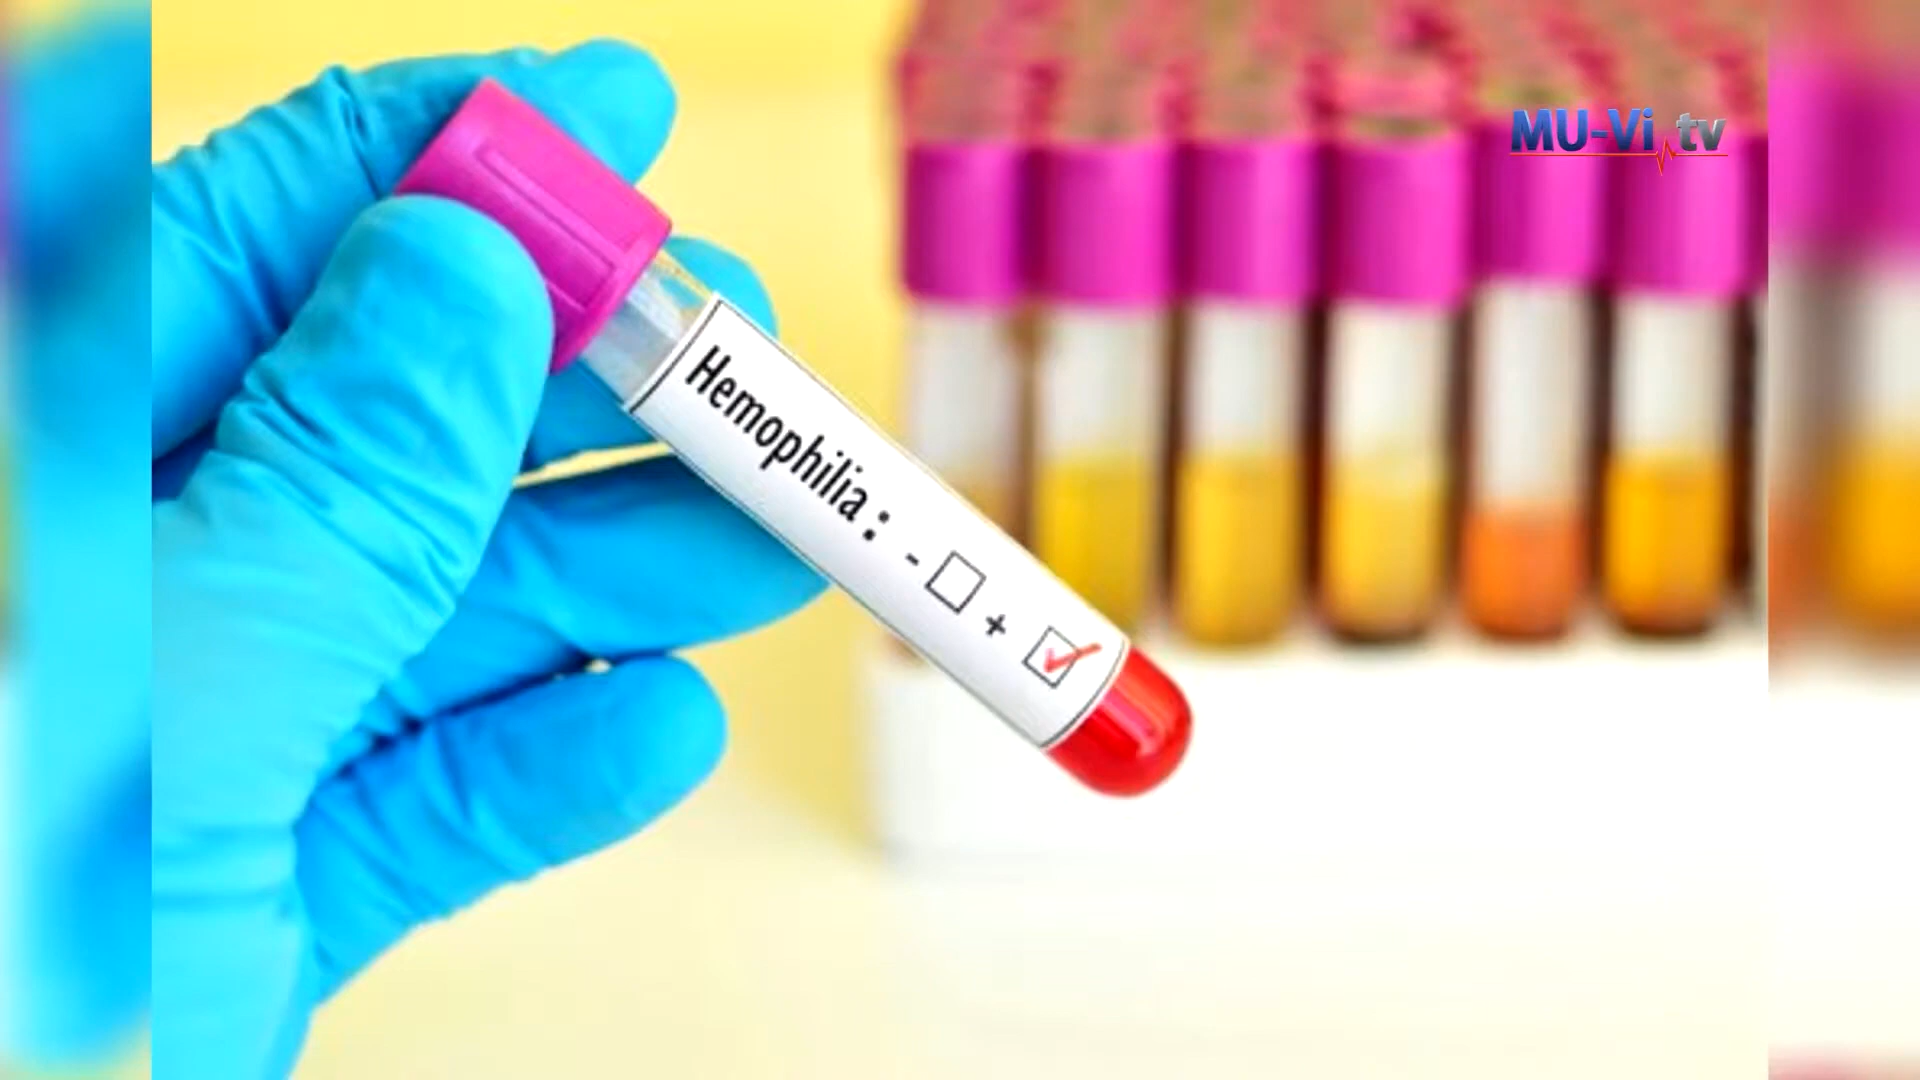 MU-Vi.tv
Hemophilia : - □ + ☑